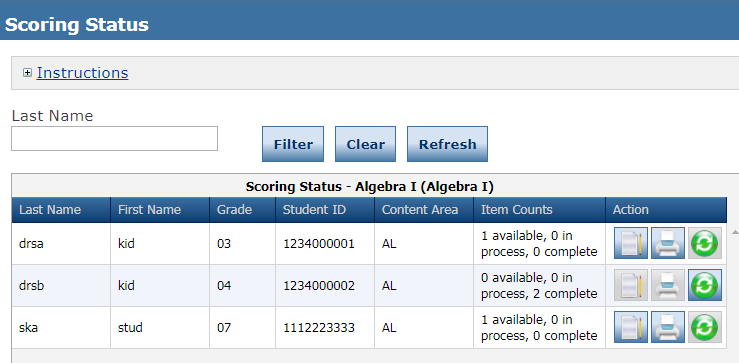 Scoring Status
Instructions
Last Name
Filter Clear Refresh
Scoring Status - Algebra I (Algebra I)
Last Name First Name Grade Student ID Content Area Item Counts Action
drsa kid 03 1234000001 AL 1 available, 0 in
process, 0 complete
drsb kid 04 1234000002 AL 0 available, 0 in
process, 2 complete
ska stud 07 1112223333 AL 1 available, 0 in
process, 0 complete